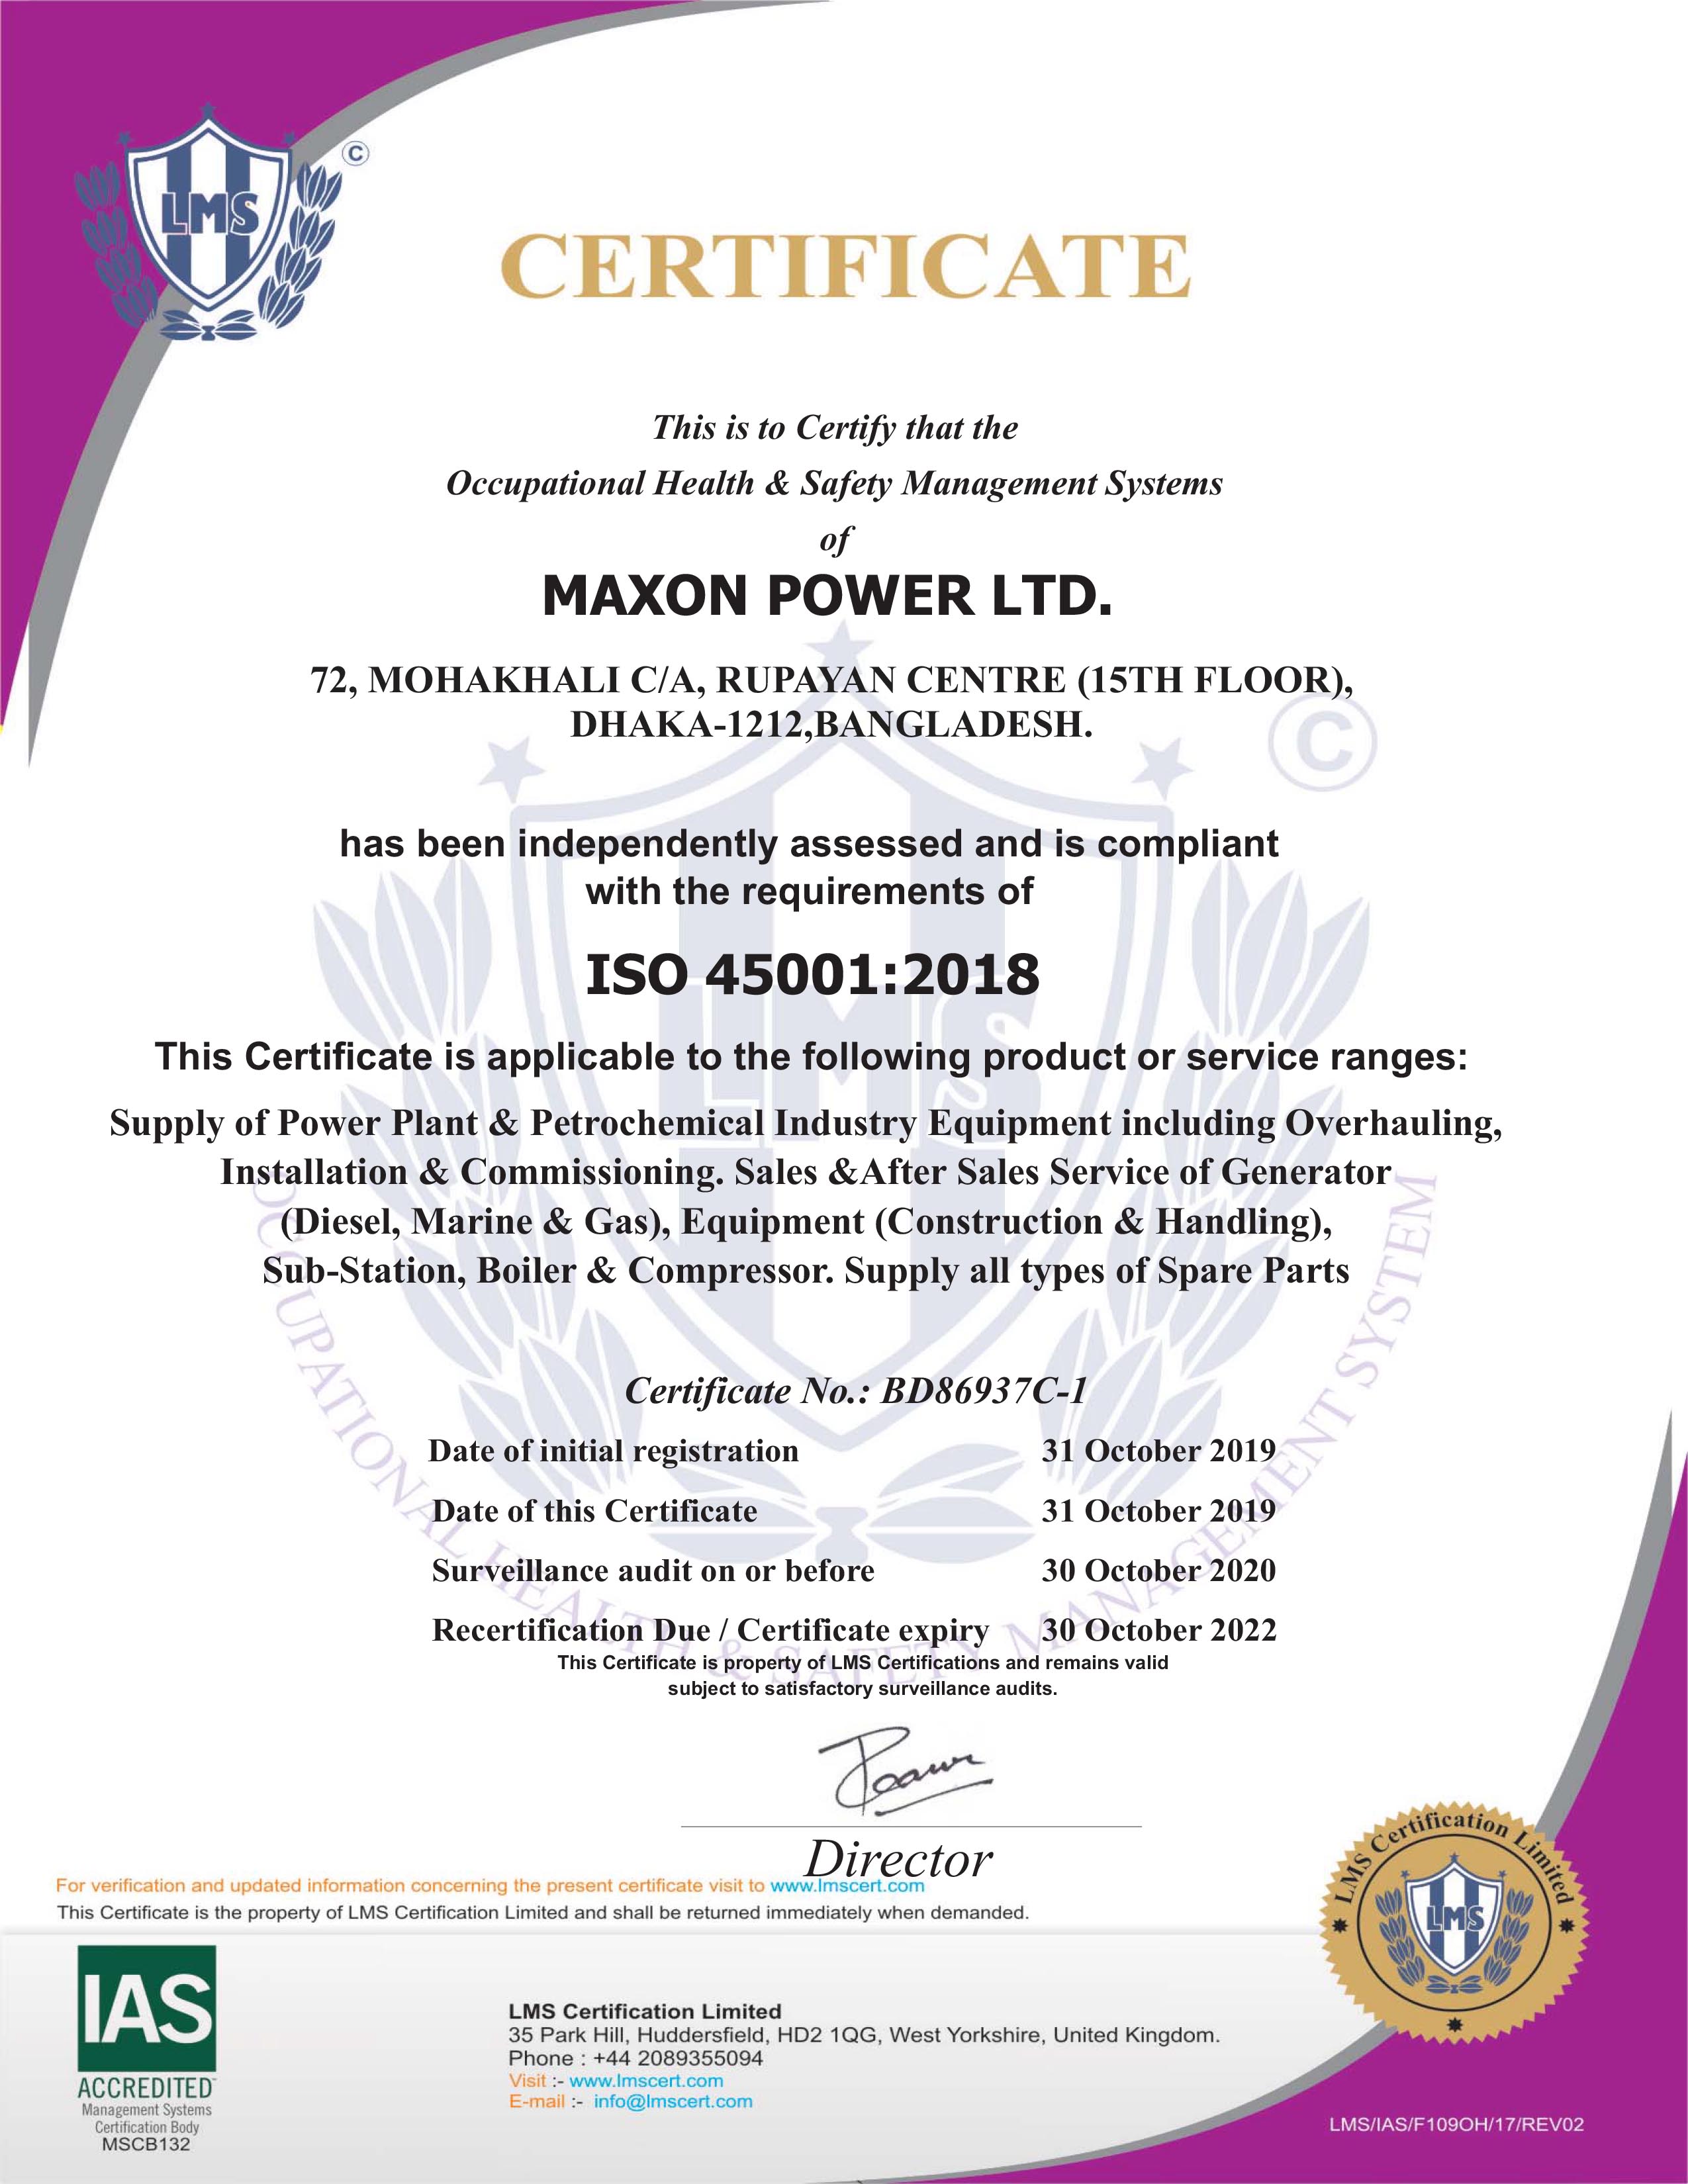 LMS
©
CERTIFICATE
This is to Certify that the
Occupational Health & Safety Management Systems
of
MAXON POWER LTD.
72, MOHAKHALI C/A, RUPAYAN CENTRE (15TH FLOOR),
DHAKA-1212,BANGLADESH.
©
has been independently assessed and is compliant
with the requirements of
ISO 45001:2018
LMS
This Certificate is applicable to the following product or service ranges:
Supply of Power Plant & Petrochemical Industry Equipment including Overhauling,
Installation & Commissioning. Sales &After Sales Service of Generator
(Diesel, Marine & Gas), Equipment (Construction & Handling),
Sub-Station, Boiler & Compressor. Supply all types of Spare Parts
OCCUPATIONAL HEALTH & SAFETY MANAGEMENT SYSTEM
Certificate No.: BD86937C-1
Date of initial registration 31 October 2019
Date of this Certificate 31 October 2019
Surveillance audit on or before 30 October 2020
Recertification Due / Certificate expiry 30 October 2022
This Certificate is property of LMS Certifications and remains valid
subject to satisfactory surveillance audits.
Director
For verification and updated information concerning the present certificate visit to www.lmscert.com
This Certificate is the property of LMS Certification Limited and shall be returned immediately when demanded.
LMS Certification Limited
LMS
IAS
ACCREDITED
Management Systems
Certification Body
MSCB132
LMS Certification Limited
35 Park Hill, Huddersfield, HD2 1QG, West Yorkshire, United Kingdom.
Phone : +44 2089355094
Visit :- www.lmscert.com
E-mail :- info@lmscert.com
LMS/IAS/F109OH/17/REV02